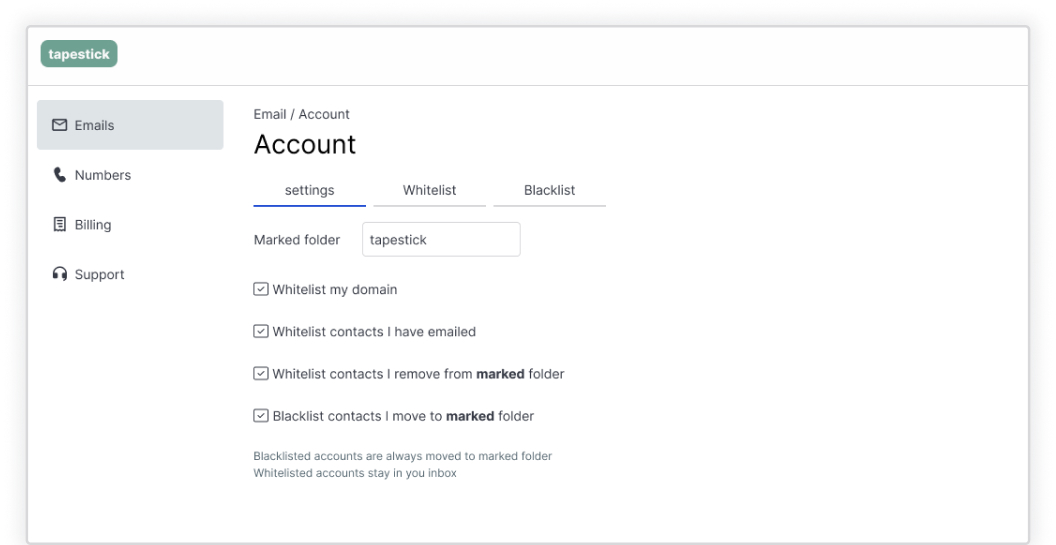 tapestick
Emails
Numbers
Billing
Support
Email / Account
Account
settings Whitelist Blacklist
Marked folder tapestick
Whitelist my domain
Whitelist contacts I have emailed
Whitelist contacts I remove from marked folder
Blacklist contacts I move to marked folder
Blacklisted accounts are always moved to marked folder
Whitelisted accounts stay in you inbox